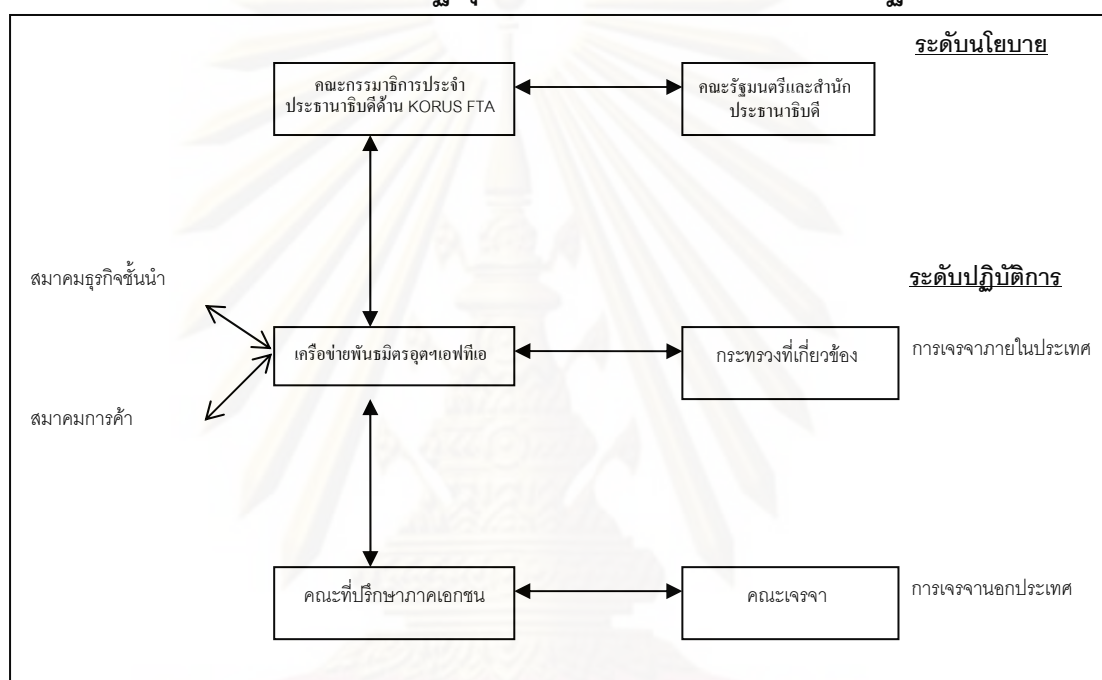 ระดับนโยบาย
คณะกรรมาธิการประจำ
ประธานาธิบดีด้าน KORUS FTA
คณะรัฐมนตรีและสำนัก
ประธานาธิบดี
สมาคมธุรกิจชั้นนำ
ระดับปฏิบัติการ
เครือข่ายพันธมิตรอุตฯเอฟทีเอ
กระทรวงที่เกี่ยวข้อง
การเจรจาภายในประเทศ
สมาคมการค้า
คณะที่ปรึกษาภาคเอกชน
คณะเจรจา
การเจรจานอกประเทศ